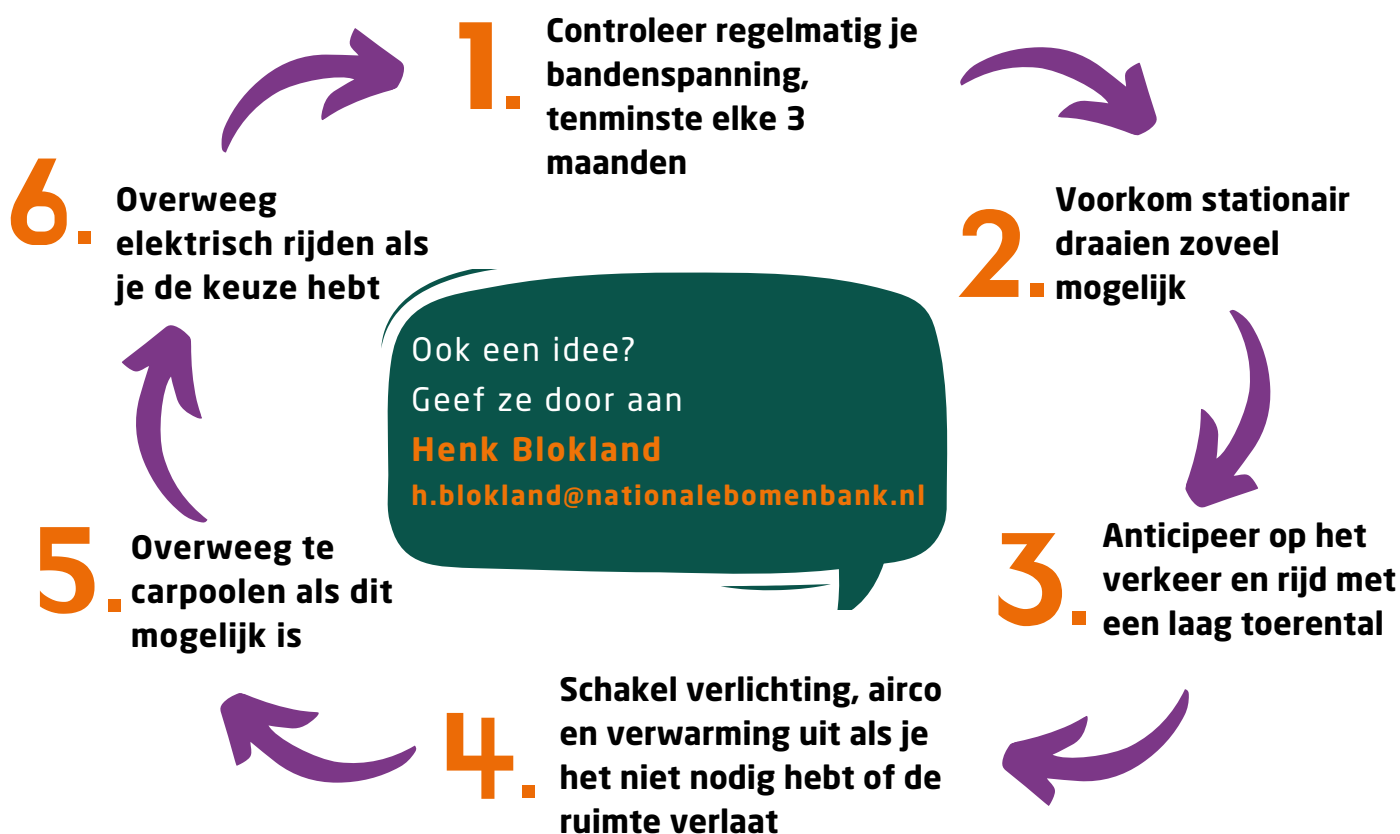 1.
Controleer regelmatig je
bandenspanning,
tenminste elke 3
maanden
2.
Voorkom stationair
draaien zoveel
mogelijk
3.
Anticipeer op het
verkeer en rijd met
een laag toerental
4.
Schakel verlichting, airco
en verwarming uit als je
het niet nodig hebt of de
ruimte verlaat
5.
Overweeg te
carpoolen als dit
mogelijk is
6.
Overweeg
elektrisch rijden als
je de keuze hebt
Ook een idee?
Geef ze door aan
Henk Blokland
h.blokland@nationalebomenbank.nl